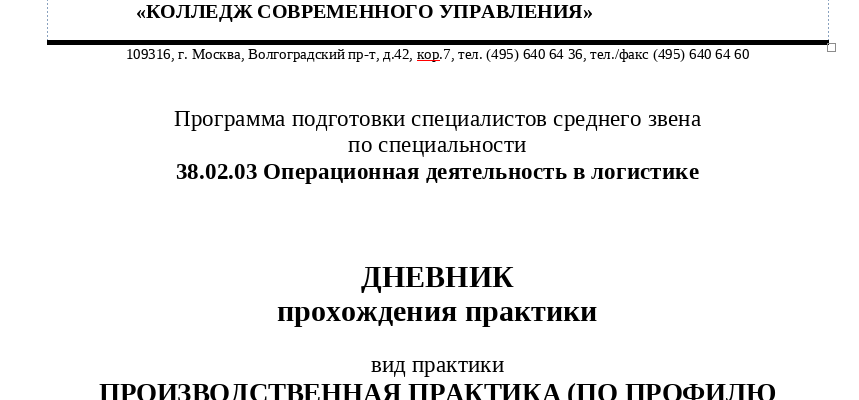 «КОЛЛЕДЖ СОВРЕМЕННОГО УПРАВЛЕНИЯ»
109316, г. Москва, Волгоградский пр-т, д.42, кор.7, тел. (495) 640 64 36, тел./факс (495) 640 64 60
Программа подготовки специалистов среднего звена
по специальности
38.02.03 Операционная деятельность в логистике
ДНЕВНИК
прохождения практики
вид практики
ПРОИЗВОДСТВЕННАЯ ПРАКТИКА (ПО ПРОФИЛЮ